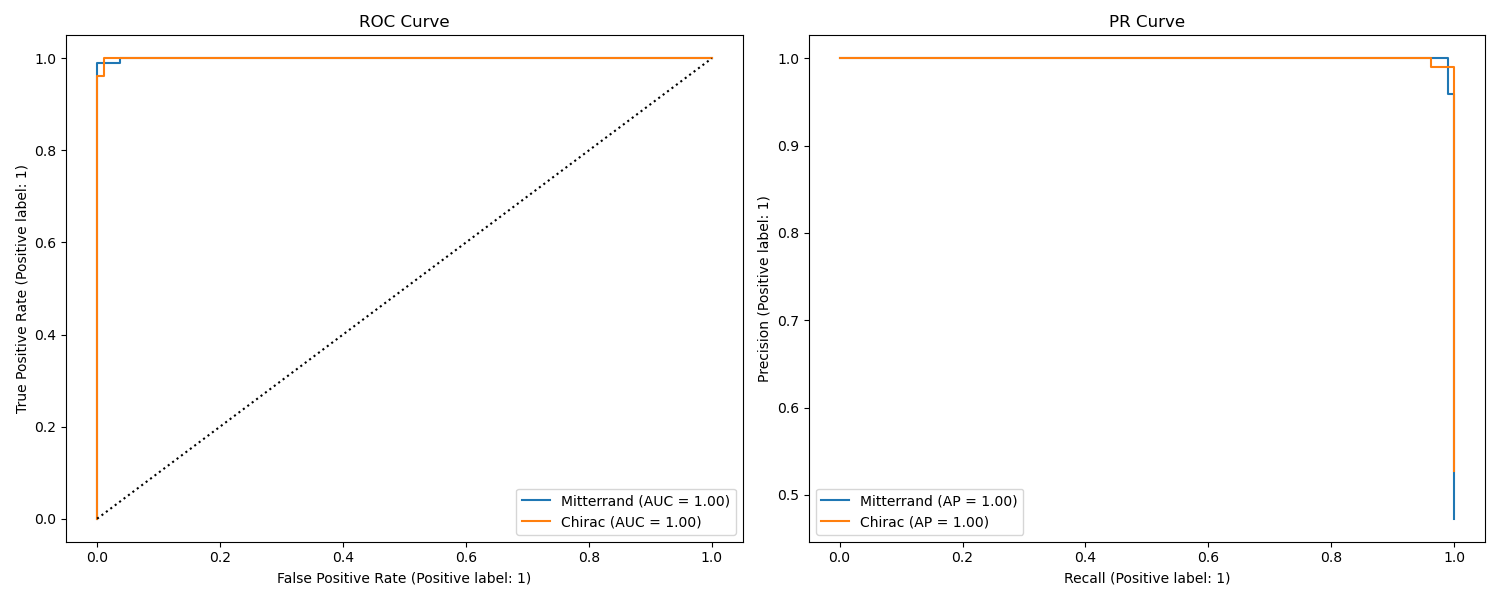 ROC Curve
True Positive Rate (Positive label: 1)
1.0
0.8
0.6
0.4
0.2
0.0
0.0 0.2 0.4 0.6 0.8 1.0
False Positive Rate (Positive label: 1)
Mitterrand (AUC = 1.00)
Chirac (AUC = 1.00)
PR Curve
Precision (Positive label: 1)
1.0
0.9
0.8
0.7
0.6
0.5
0.0 0.2 0.4 0.6 0.8 1.0
Recall (Positive label: 1)
Mitterrand (AP = 1.00)
Chirac (AP = 1.00)